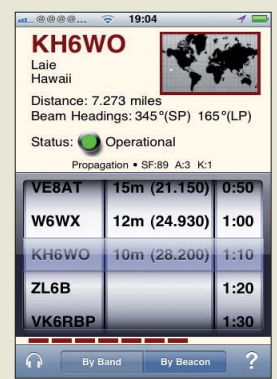 @@@@... 19:04
KH6WO
Laie
Hawaii
Distance: 7.273 miles
Beam Headings: 345°(SP) 165°(LP)
Status: Operational
Propagation • SF:89 A:3 K:1
VE8AT 15m (21.150) 0:50
W6WX 12m (24.930) 1:00
KH6WO 10m (28.200) 1:10
ZL6B 1:20
VK6RBP 1:30
By Band By Beacon ?